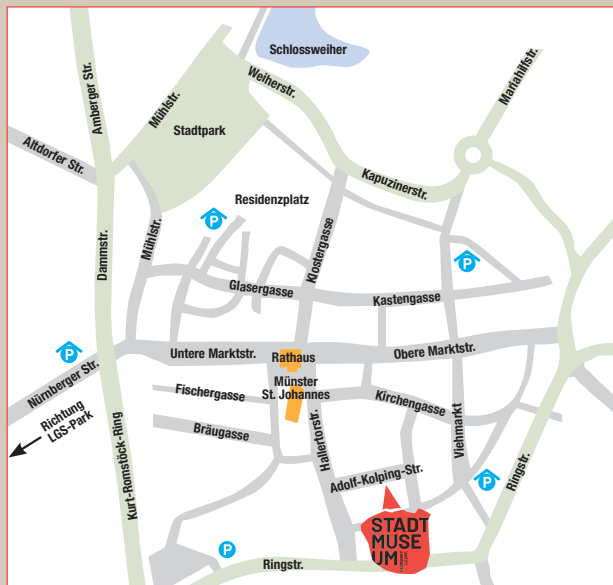 Schlossweiher
Amberger Str.
Mühlstr.
Weiherstr.
Mariahilfstr.
Stadtpark
Altdorfer Str.
Kapuzinerstr.
Residenzplatz
P
Mühlstr.
Klostergasse
Dammstr.
P
Glasergasse
Kastengasse
Untere Marktstr.
Rathaus
Obere Marktstr.
P
Nürnberger Str.
Münster
St. Johannes
Fischergasse
Kirchengasse
Richtung
LGS-Park
Bräugasse
Hallertorstr.
Viehmarkt
Kurt-Romstöck-Ring
Adolf-Kolping-Str.
P
Ringstr.
STADT
MUSE
UM
P
Ringstr.